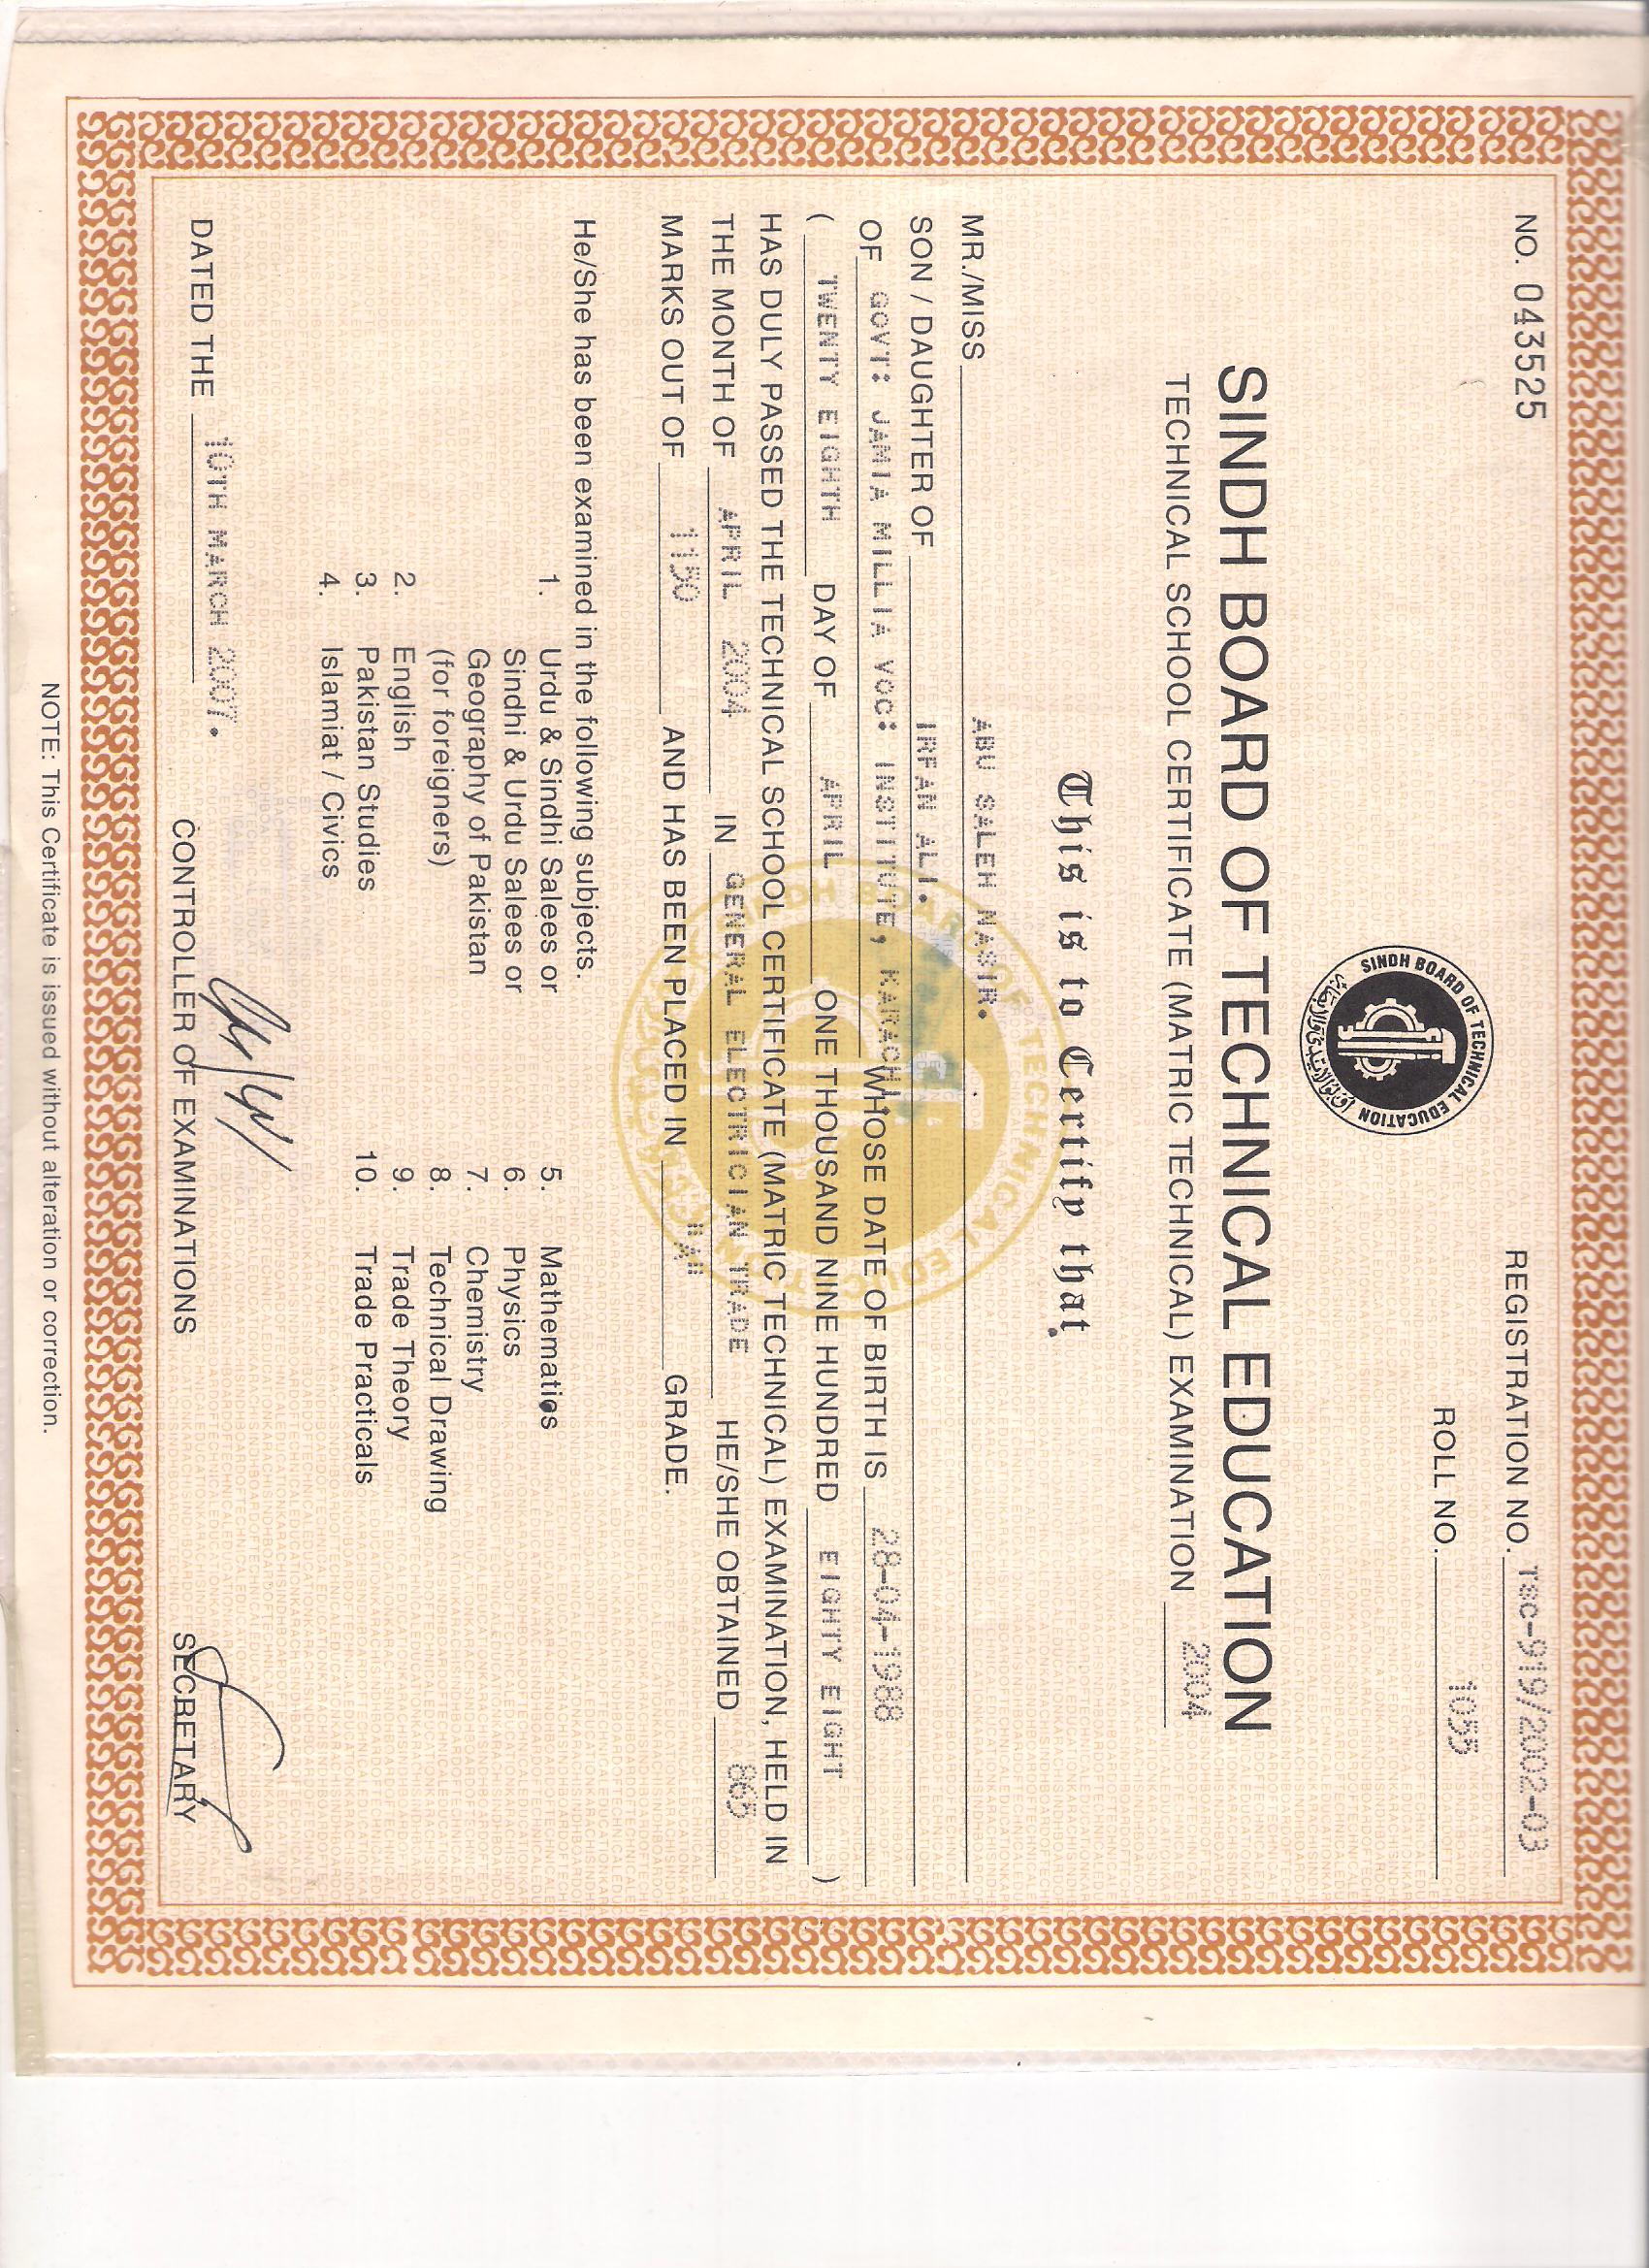 NO. 043525
REGISTRATION NO. TSC-919/2002-03
ROLL NO. 1055
SINDH BOARD OF TECHNICAL EDUCATION
SINDH BOARD OF TECHNICAL EDUCATION
TECHNICAL SCHOOL CERTIFICATE (MATRIC TECHNICAL) EXAMINATION 2004
This is to Certify that
MR./MISS ABU SALEH NASIR.
SON / DAUGHTER OF IRFAN ALI.
OF GOVT: JAMIA MILLIA VOC: INSTITUTE, KARACHI. WHOSE DATE OF BIRTH IS 28-04-1988
( TWENTY EIGHTH DAY OF APRIL ONE THOUSAND NINE HUNDRED EIGHTY EIGHT )
HAS DULY PASSED THE TECHNICAL SCHOOL CERTIFICATE (MATRIC TECHNICAL) EXAMINATION, HELD IN
THE MONTH OF APRIL 2004 IN GENERAL ELECTRICIAN TRADE HE/SHE OBTAINED 865
MARKS OUT OF 1150 AND HAS BEEN PLACED IN "A" GRADE.
He/She has been examined in the following subjects.
1. Urdu & Sindhi Salees or
Sindhi & Urdu Salees or
Geography of Pakistan
(for foreigners)
2. English
3. Pakistan Studies
4. Islamiat / Civics
5. Mathematics
6. Physics
7. Chemistry
8. Technical Drawing
9. Trade Theory
10. Trade Practicals
DATED THE 10TH MARCH 2007.
CONTROLLER OF EXAMINATIONS
SECRETARY
NOTE: This Certificate is issued without alteration or correction.